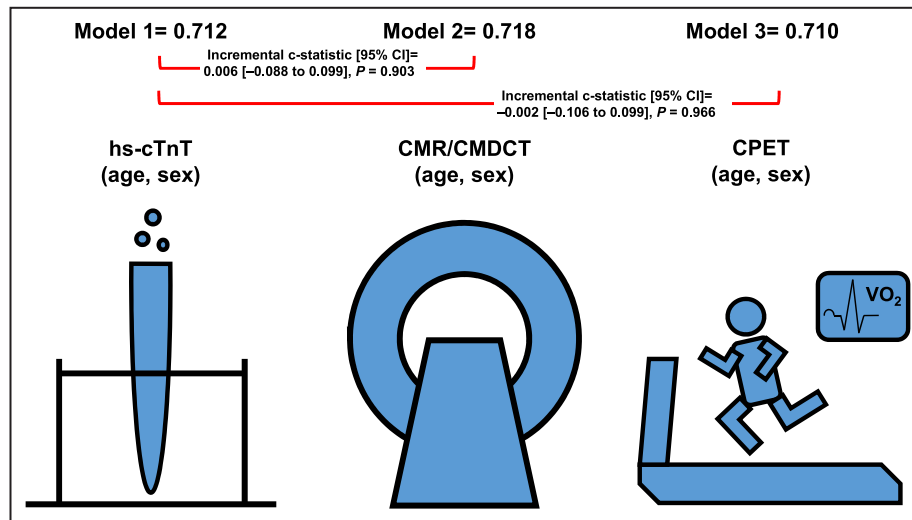 Model 1= 0.712
Model 2= 0.718
Model 3= 0.710
Incremental c-statistic [95% CI]=
0.006 [–0.088 to 0.099], P = 0.903
Incremental c-statistic [95% CI]=
–0.002 [–0.106 to 0.099], P = 0.966
hs-cTnT
(age, sex)
CMR/CMDCT
(age, sex)
CPET
(age, sex)
VO₂